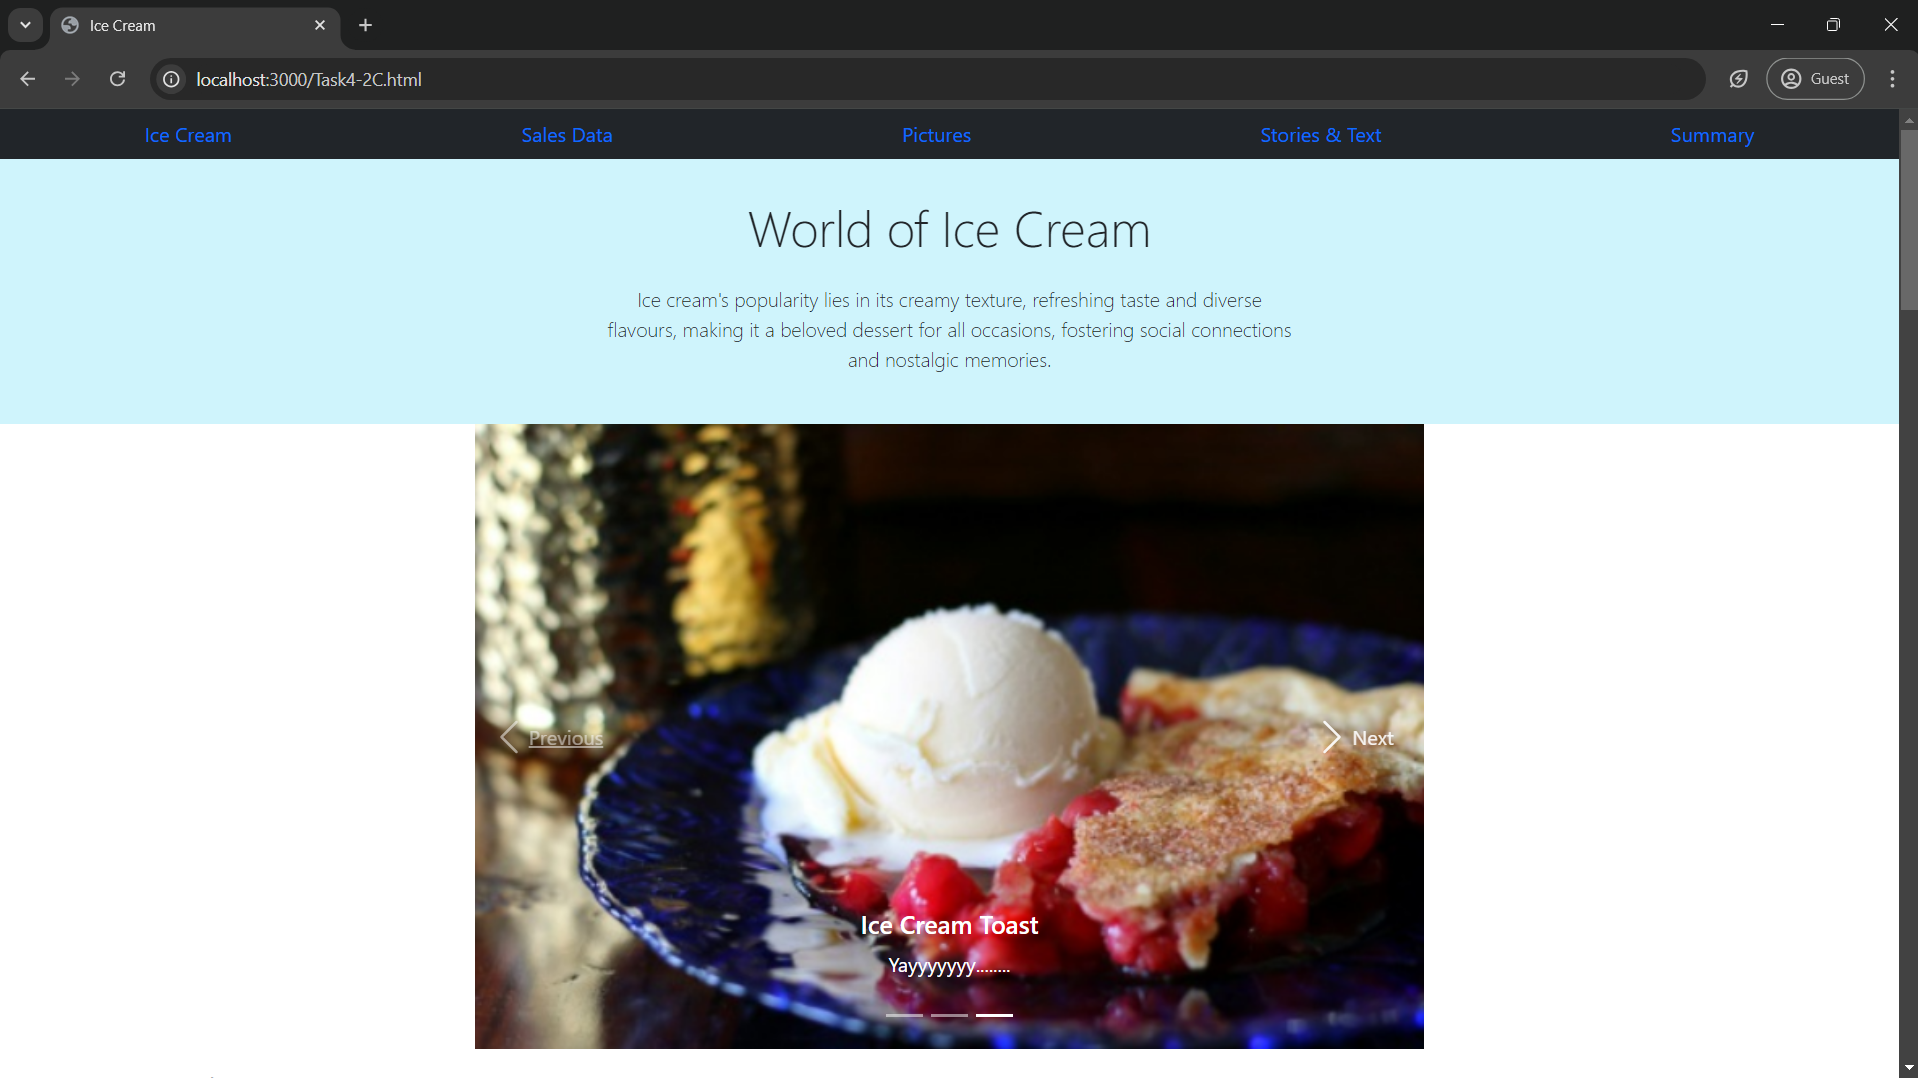 Ice Cream
localhost:3000/Task4-2C.html
Guest
Ice Cream
Sales Data
Pictures
Stories & Text
Summary
World of Ice Cream
Ice cream's popularity lies in its creamy texture, refreshing taste and diverse
flavours, making it a beloved dessert for all occasions, fostering social connections
and nostalgic memories.
Previous
Next
Ice Cream Toast
Yayyyyyyy........